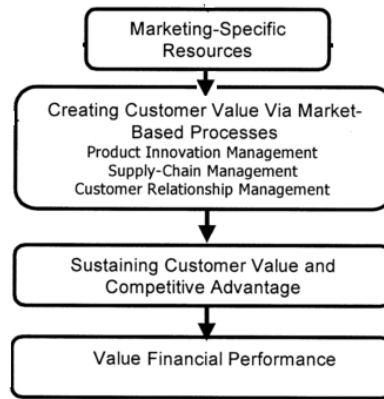 Marketing-Specific
Resources
Creating Customer Value Via Market-
Based Processes
Product Innovation Management
Supply-Chain Management
Customer Relationship Management
Sustaining Customer Value and
Competitive Advantage
Value Financial Performance